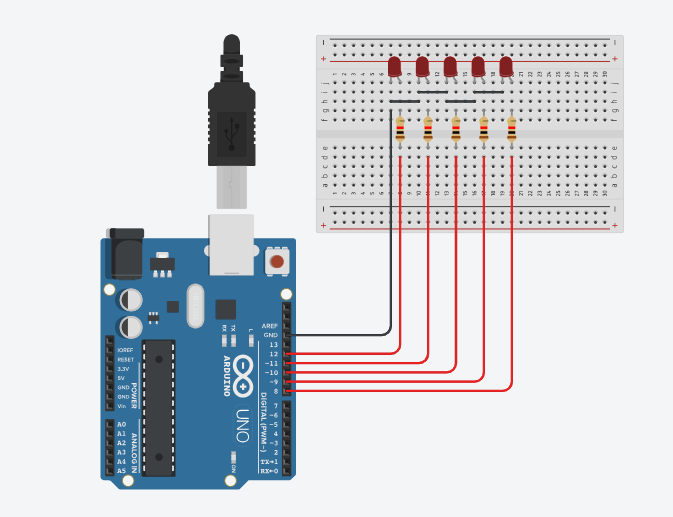 AREF
GND
13
12
~11
~10
~9
8
7
~6
~5
4
~3
2
TX→1
RX←0
DIGITAL (PWM~)
L
TX
RX
ARDUINO
UNO
ON
IOREF
RESET
3.3V
5V
GND
GND
Vin
POWER
A0
A1
A2
A3
A4
A5
ANALOG IN
j
i
h
g
f
e
d
c
b
a